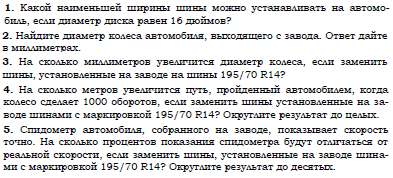 1. Какой наименьшей ширины шины можно устанавливать на автомо-
биль, если диаметр диска равен 16 дюймов?
2. Найдите диаметр колеса автомобиля, выходящего с завода. Ответ дайте
в миллиметрах.
3. На сколько миллиметров увеличится диаметр колеса, если заменить
шины, установленные на заводе на шины 195/70 R14?
4. На сколько метров увеличится путь, пройденный автомобилем, когда
колесо сделает 1000 оборотов, если заменить шины установленные на за-
воде шинами с маркировкой 195/70 R14? Округлите результат до целых.
5. Спидометр автомобиля, собранного на заводе, показывает скорость
точно. На сколько процентов показания спидометра будут отличаться от
реальной скорости, если заменить шины, установленные на заводе шина-
ми с маркировкой 195/70 R14? Округлите результат до десятых.